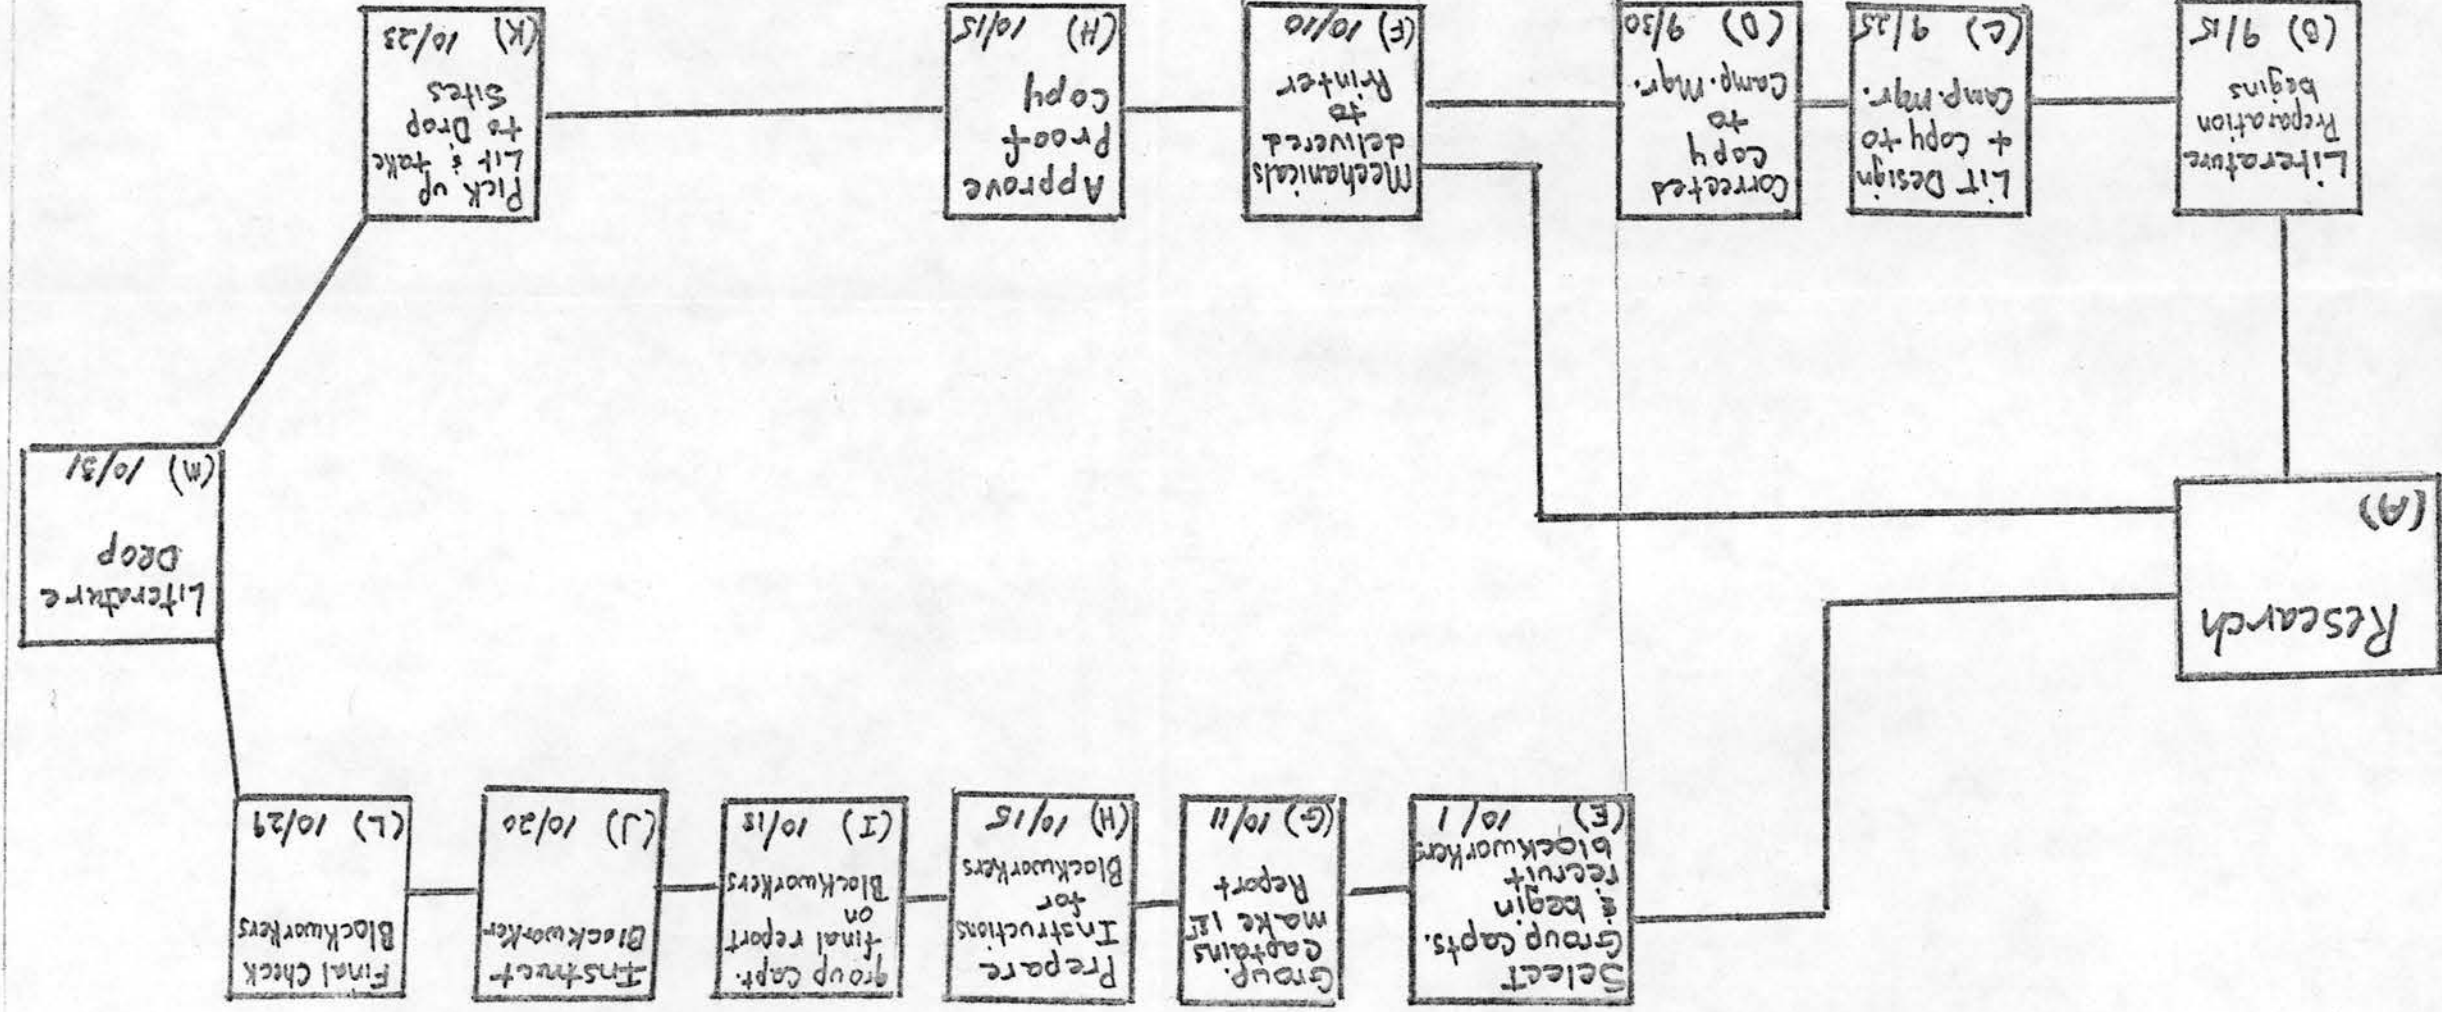 Select
Group Capts.
& begin
recruit
blockworkers
(E) 10/1
Group.
Captains
make 1st
Report
(G) 10/11
Prepare
Instructions
for
Blockworkers
(H) 10/15
group Capt.
final report
on
Blockworkers
(I) 10/18
Instruct
Blockworker
(J) 10/20
Final Check
Blockworkers
(L) 10/29
Research
(A)
Literature
DROP
(M) 10/31
Literature
Preparation
begins
(B) 9/15
Lit Design
+ Copy to
Camp. Mgr.
(C) 9/25
Corrected
Copy
to
Camp. Mgr.
(D) 9/30
Mechanicals
delivered
to
Printer
(F) 10/10
Approve
Proof
Copy
(H) 10/15
Pick up
Lit & take
to Drop
Sites
(K) 10/23